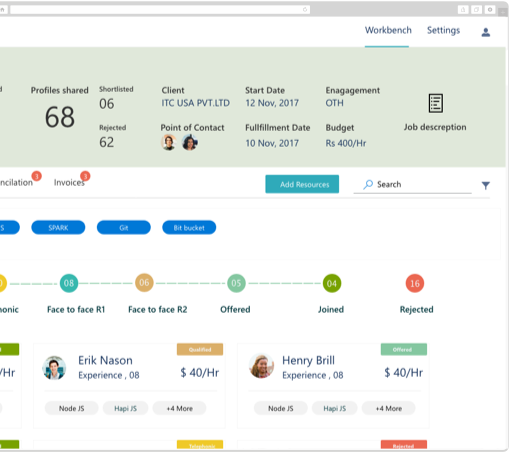 Workbench Settings
Profiles shared
68
Shortlisted
06
Rejected
62
Client
ITC USA PVT.LTD
Point of Contact
Start Date
12 Nov, 2017
Fullfillment Date
10 Nov, 2017
Enagagement
OTH
Budget
Rs 400/Hr
Job descreption
ncilation 3 Invoices 3
Add Resources
Search
S SPARK Git Bit bucket
08 06 05 04 16
honic Face to face R1 Face to face R2 Offered Joined Rejected
/Hr
Qualified
Erik Nason
Experience , 08
$ 40/Hr
Node JS Hapi JS +4 More
Offered
Henry Brill
Experience , 08
$ 40/Hr
Node JS Hapi JS +4 More
Telephonic
Rejected